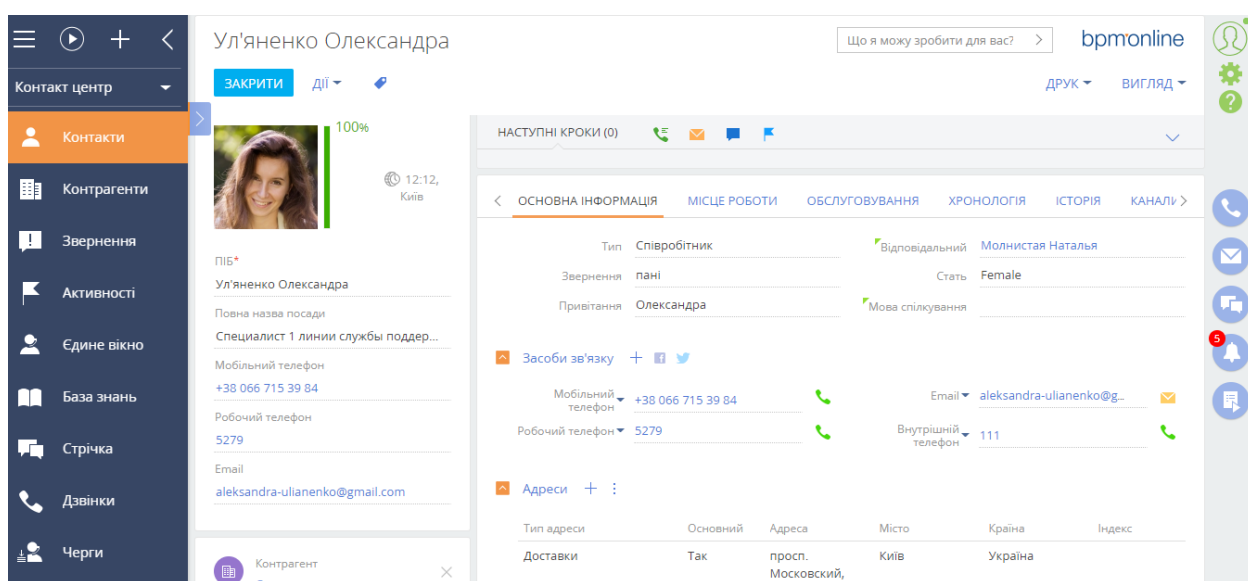 Ул'яненко Олександра
Що я можу зробити для вас?
bpm'online
Контакт центр
ЗАКРИТИ
ДІЇ
ДРУК
ВИГЛЯД
Контакти
Контрагенти
Звернення
Активності
Єдине вікно
База знань
Стрічка
Дзвінки
Черги
100%
12:12,
Київ
ПІБ*
Ул'яненко Олександра
Повна назва посади
Специалист 1 линии службы поддер...
Мобільний телефон
+38 066 715 39 84
Робочий телефон
5279
Email
aleksandra-ulianenko@gmail.com
Контрагент
НАСТУПНІ КРОКИ (0)
ОСНОВНА ІНФОРМАЦІЯ
МІСЦЕ РОБОТИ
ОБСЛУГОВУВАННЯ
ХРОНОЛОГІЯ
ІСТОРІЯ
КАНАЛИ
Тип Співробітник
Відповідальний Молнистая Наталья
Звернення пані
Стать Female
Привітання Олександра
Мова спілкування
Засоби зв'язку
Мобільний
телефон
+38 066 715 39 84
Email aleksandra-ulianenko@g...
Робочий телефон 5279
Внутрішній
телефон
111
Адреси
Тип адреси Основний Адреса Місто Країна Індекс
Доставки Так просп. Київ Україна
Московский,
5